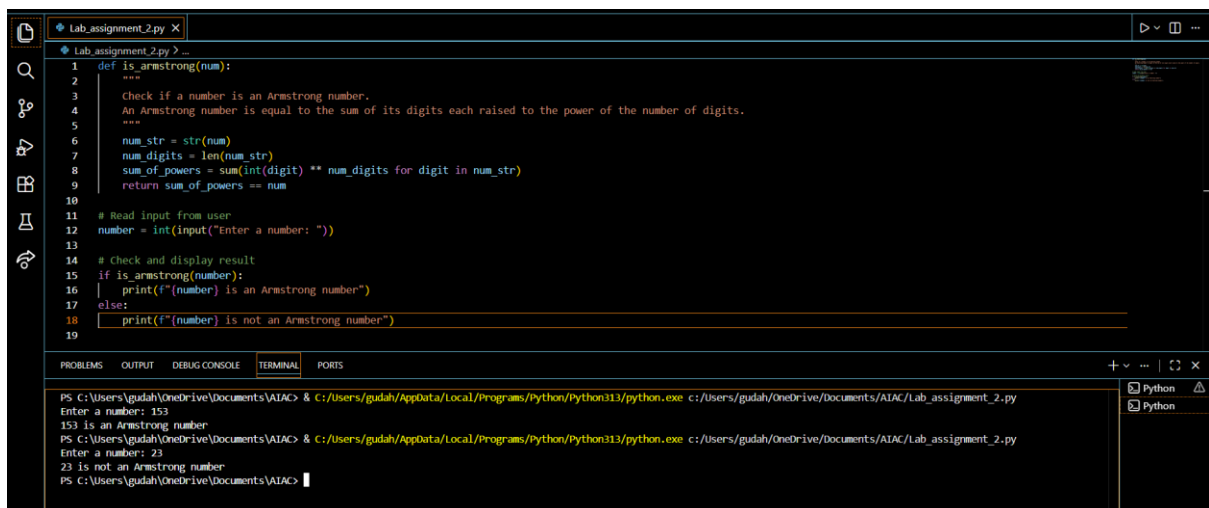 Lab_assignment_2.py
Lab_assignment_2.py > ...
1 def is_armstrong(num):
2     """
3     Check if a number is an Armstrong number.
4     An Armstrong number is equal to the sum of its digits each raised to the power of the number of digits.
5     """
6     num_str = str(num)
7     num_digits = len(num_str)
8     sum_of_powers = sum(int(digit) ** num_digits for digit in num_str)
9     return sum_of_powers == num
10
11 # Read input from user
12 number = int(input("Enter a number: "))
13
14 # Check and display result
15 if is_armstrong(number):
16     print(f"{number} is an Armstrong number")
17 else:
18     print(f"{number} is not an Armstrong number")
19
PROBLEMS OUTPUT DEBUG CONSOLE TERMINAL PORTS
PS C:\Users\gudah\OneDrive\Documents\AIAC> & C:/Users/gudah/AppData/Local/Programs/Python/Python313/python.exe c:/Users/gudah/OneDrive/Documents/AIAC/Lab_assignment_2.py
Enter a number: 153
153 is an Armstrong number
PS C:\Users\gudah\OneDrive\Documents\AIAC> & C:/Users/gudah/AppData/Local/Programs/Python/Python313/python.exe c:/Users/gudah/OneDrive/Documents/AIAC/Lab_assignment_2.py
Enter a number: 23
23 is not an Armstrong number
PS C:\Users\gudah\OneDrive\Documents\AIAC>
Python
Python